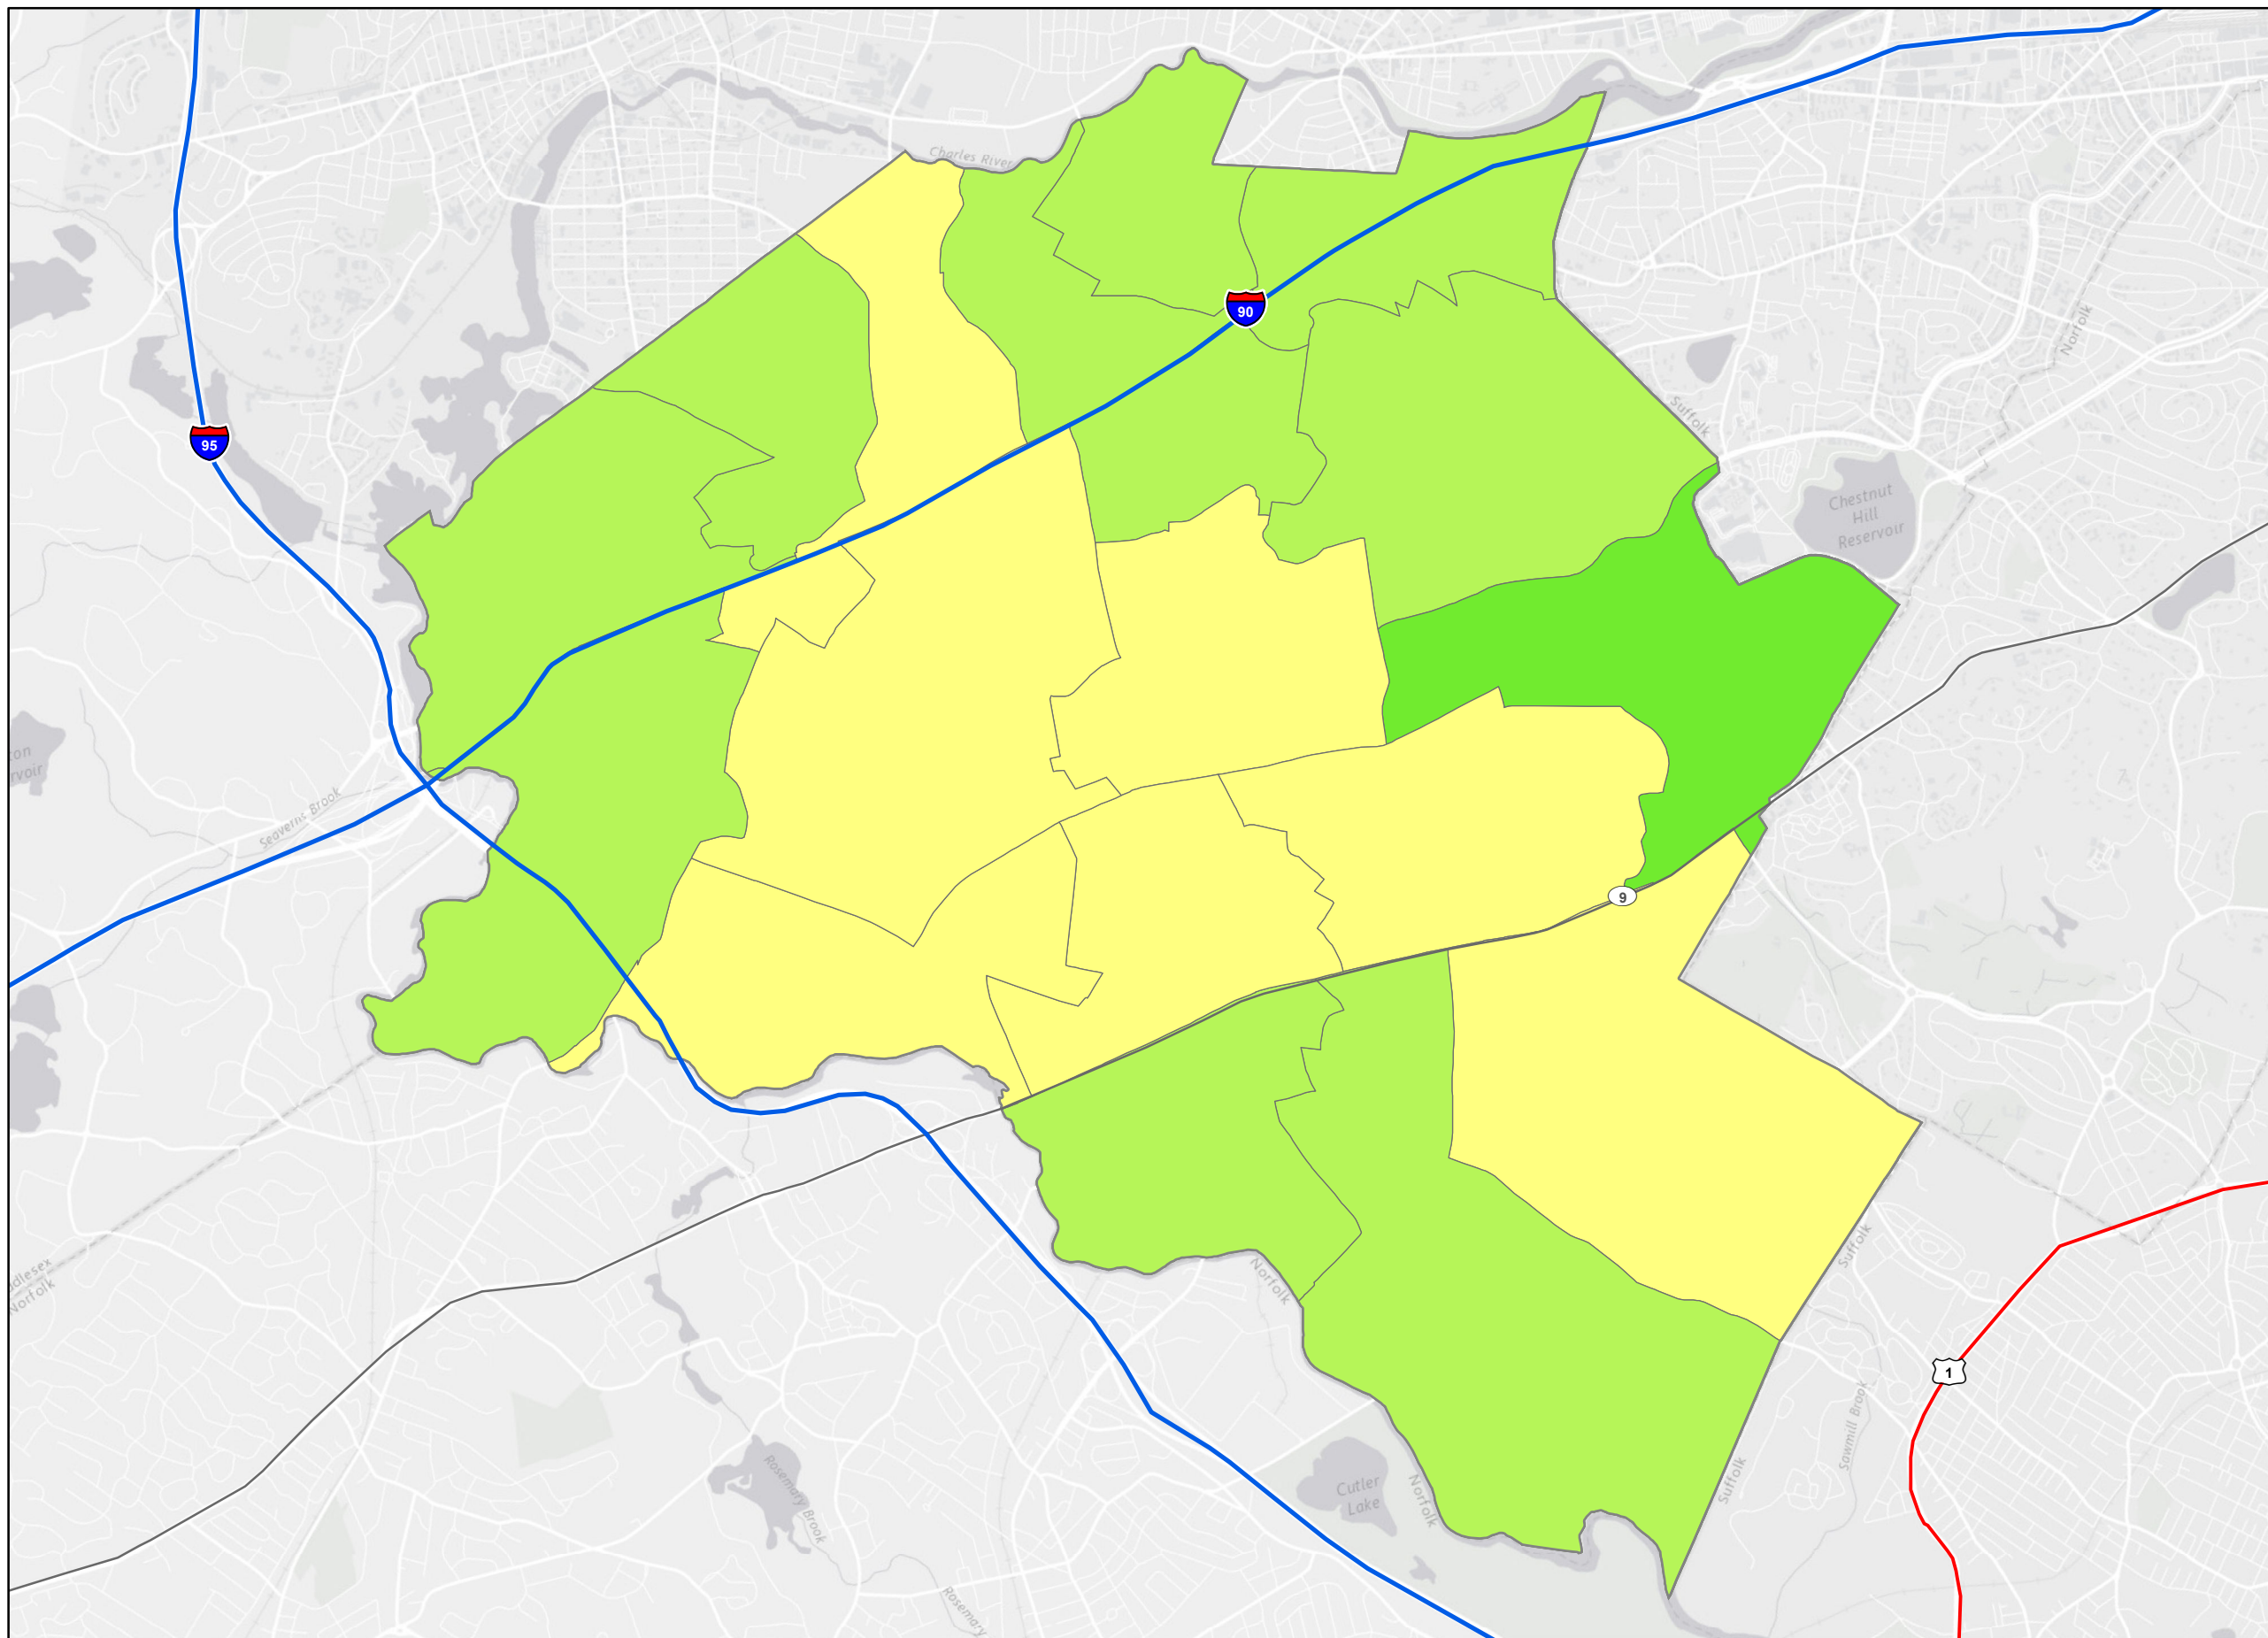 Charles River
90
Norfolk
Suffolk
95
Chestnut
Hill
Reservoir
ton
rvoir
Seaverns Brook
9
dlesex
Norfolk
Norfolk
Suffolk
1
Sawmill Brook
Rosemary Brook
Cutler
Lake
Norfolk
Suffolk
Rosemary